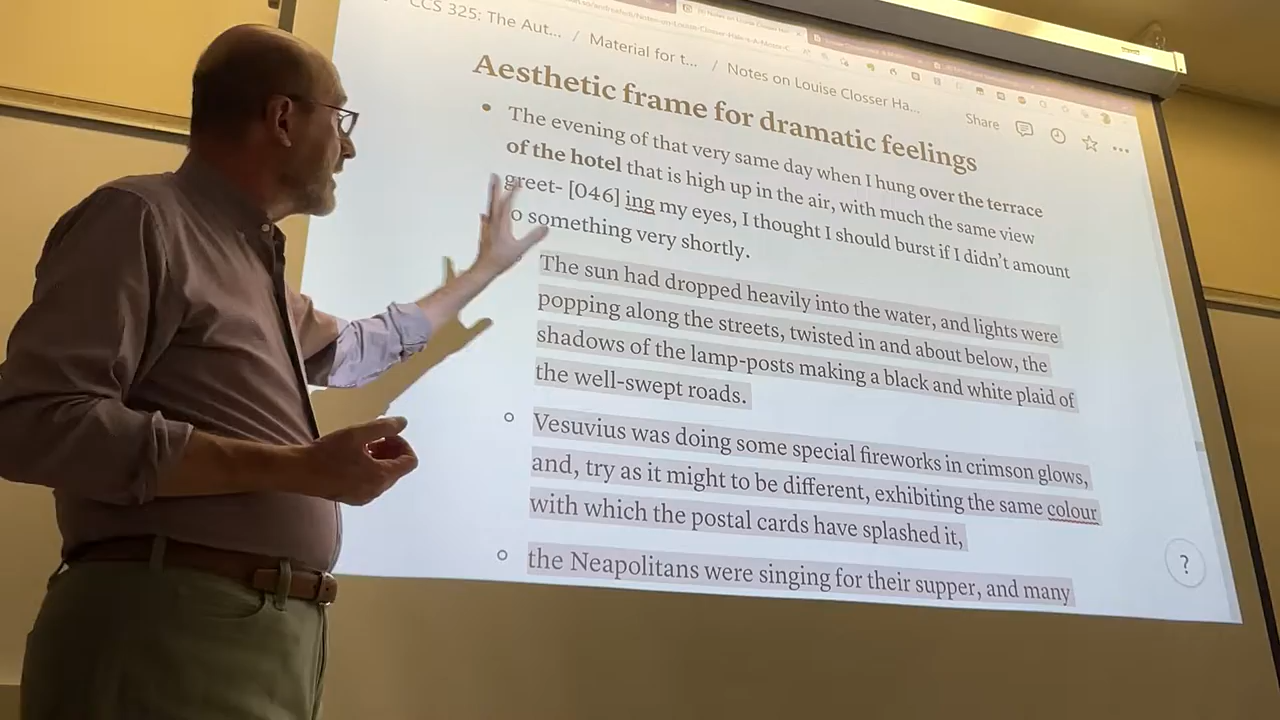 CCS 325: The Aut... / Material for t... / Notes on Louise Closser Ha...
Share
Aesthetic frame for dramatic feelings
The evening of that very same day when I hung over the terrace
of the hotel that is high up in the air, with much the same view
greet- [046] ing my eyes, I thought I should burst if I didn't amount
o something very shortly.
The sun had dropped heavily into the water, and lights were
popping along the streets, twisted in and about below, the
shadows of the lamp-posts making a black and white plaid of
the well-swept roads.
Vesuvius was doing some special fireworks in crimson glows,
and, try as it might to be different, exhibiting the same colour
with which the postal cards have splashed it,
the Neapolitans were singing for their supper, and many
?